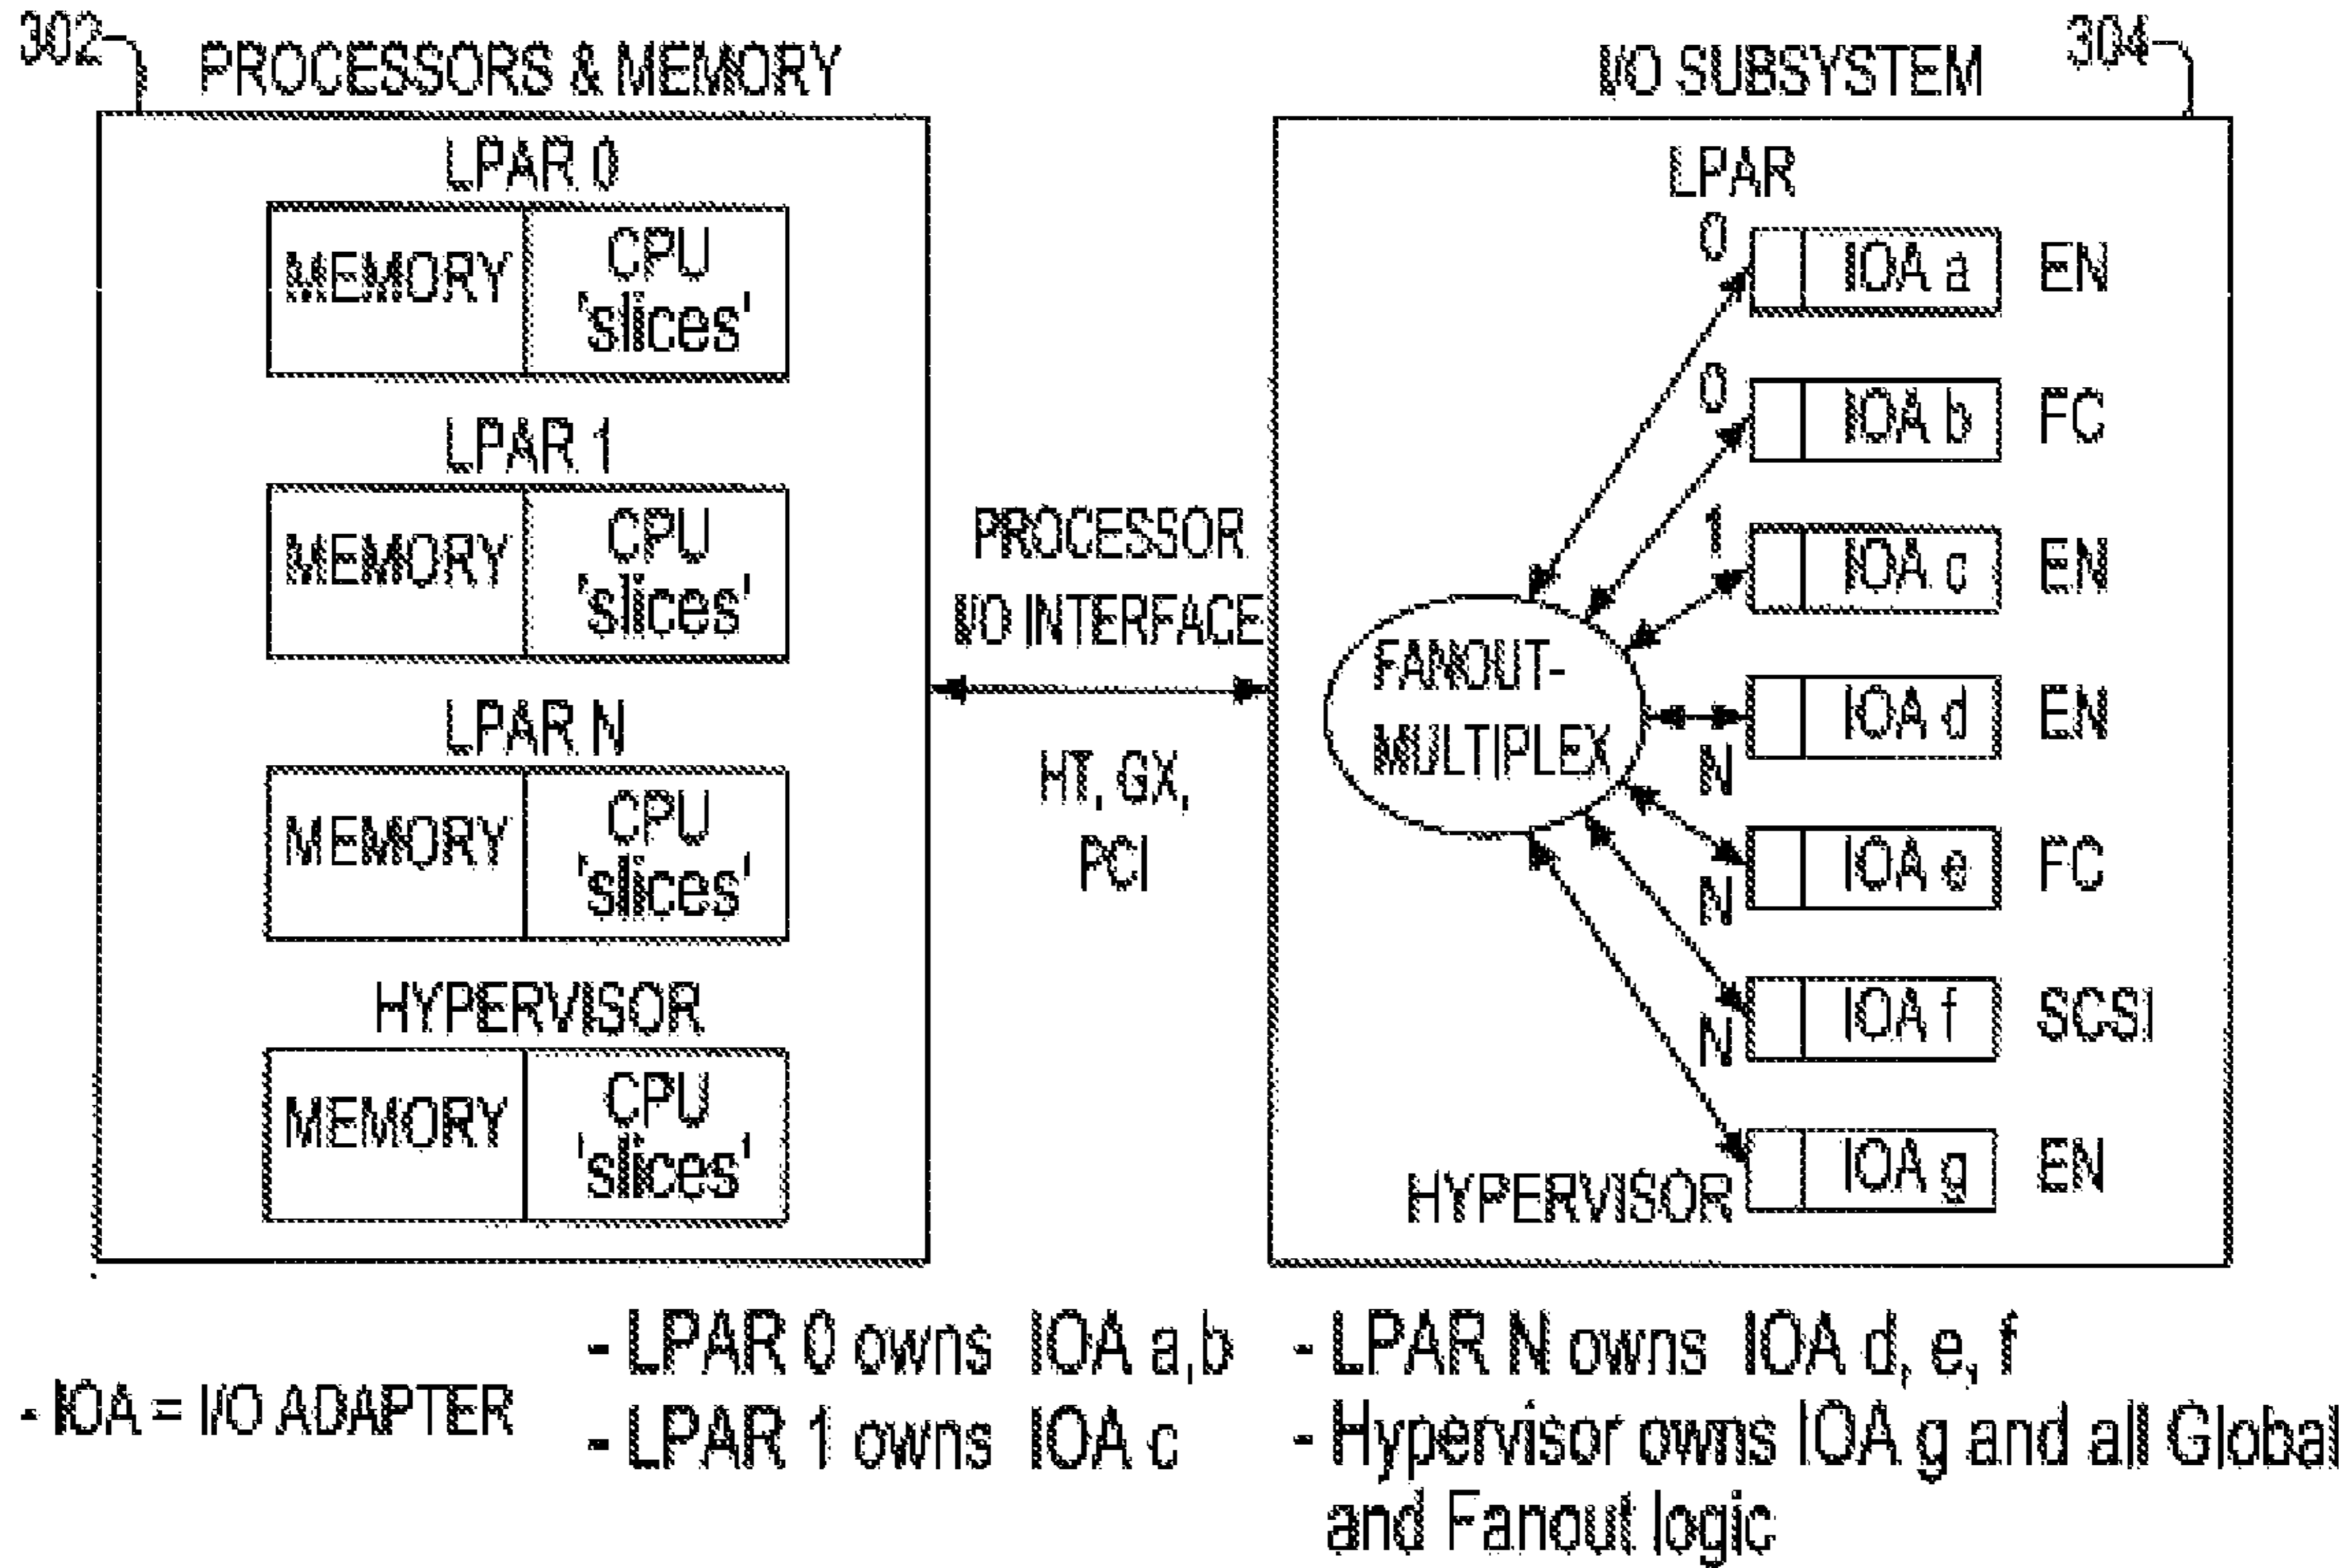 302
PROCESSORS & MEMORY
LPAR 0
MEMORY
CPU
'slices'
LPAR 1
MEMORY
CPU
'slices'
LPAR N
MEMORY
CPU
'slices'
HYPERVISOR
MEMORY
CPU
'slices'
PROCESSOR
I/O INTERFACE
HT, GX,
PCI
304
I/O SUBSYSTEM
LPAR
0
IOA a EN
0
IOA b FC
1
IOA c EN
FANOUT-
MULTIPLEX
IOA d EN
N
IOA e FC
N
IOA f SCSI
N
IOA g EN
HYPERVISOR
- IOA = I/O ADAPTER
- LPAR 0 owns IOA a,b
- LPAR 1 owns IOA c
- LPAR N owns IOA d, e, f
- Hypervisor owns IOA g and all Global
and Fanout logic